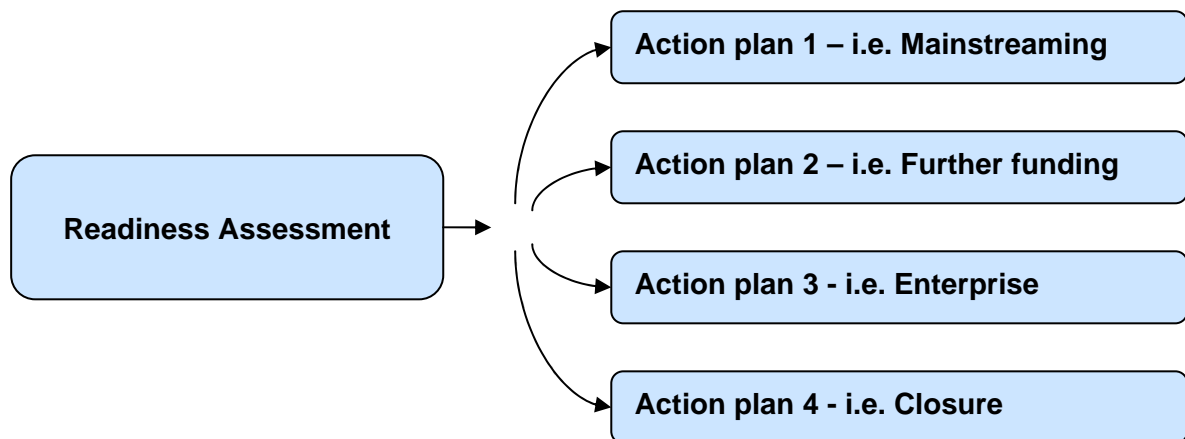 Action plan 1 – i.e. Mainstreaming
Action plan 2 – i.e. Further funding
Readiness Assessment
Action plan 3 - i.e. Enterprise
Action plan 4 - i.e. Closure